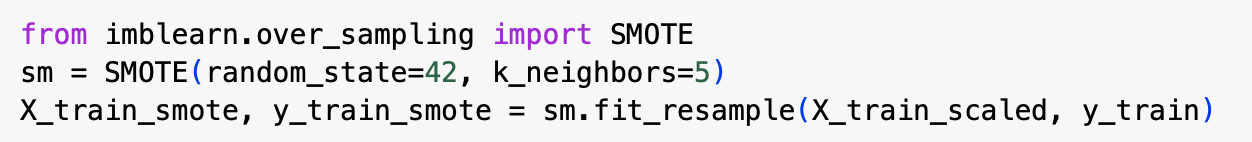 from imblearn.over_sampling import SMOTE
sm = SMOTE(random_state=42, k_neighbors=5)
X_train_smote, y_train_smote = sm.fit_resample(X_train_scaled, y_train)